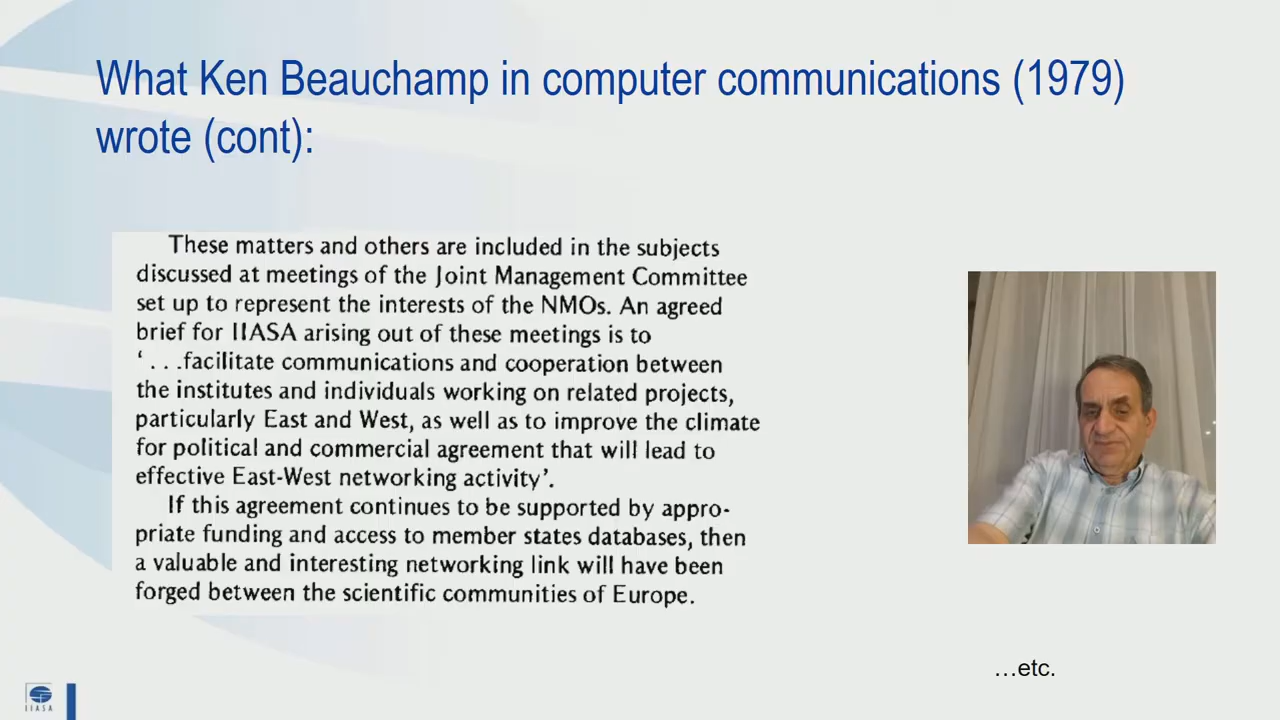 What Ken Beauchamp in computer communications (1979)
wrote (cont):
These matters and others are included in the subjects
discussed at meetings of the Joint Management Committee
set up to represent the interests of the NMOs. An agreed
brief for IIASA arising out of these meetings is to
‘...facilitate communications and cooperation between
the institutes and individuals working on related projects,
particularly East and West, as well as to improve the climate
for political and commercial agreement that will lead to
effective East-West networking activity’.
If this agreement continues to be supported by appro-
priate funding and access to member states databases, then
a valuable and interesting networking link will have been
forged between the scientific communities of Europe.
…etc.
IIASA